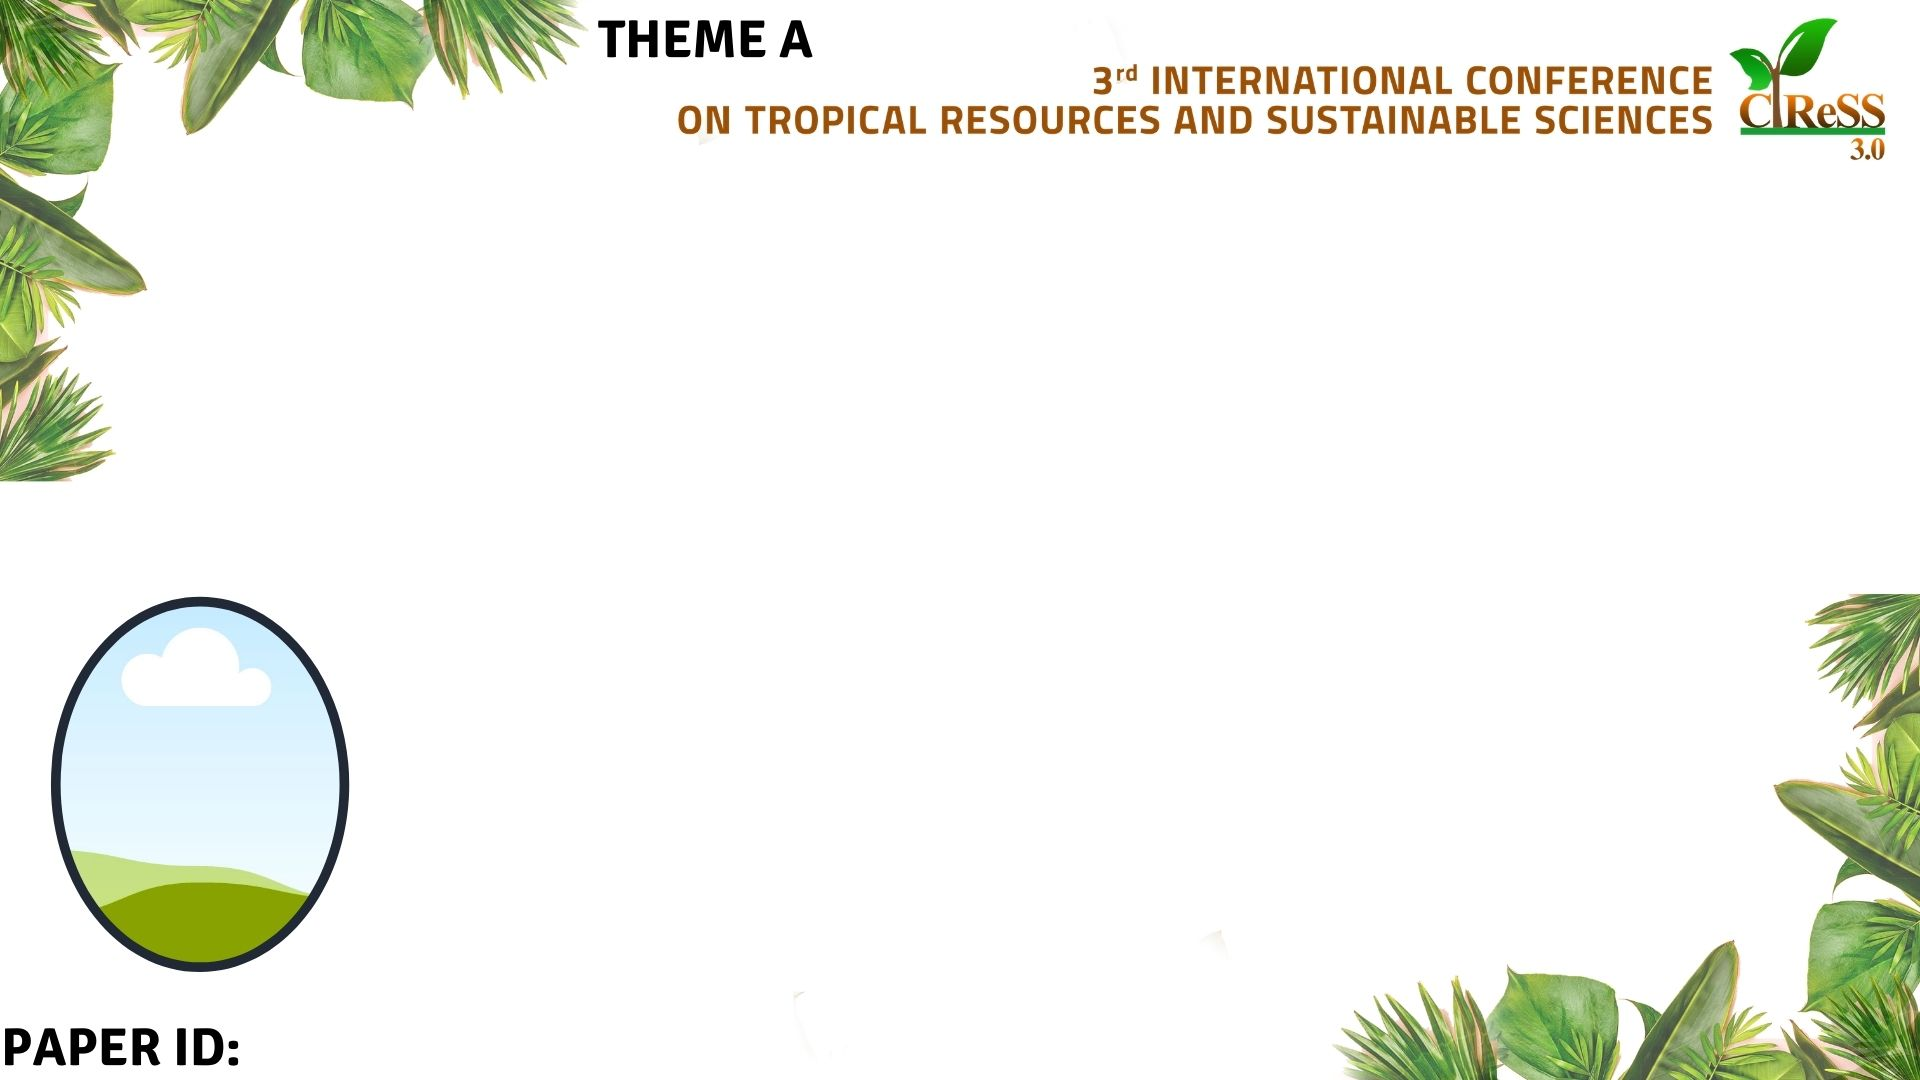 THEME A
3rd INTERNATIONAL CONFERENCE
ON TROPICAL RESOURCES AND SUSTAINABLE SCIENCES
CTReSS
3.0
PAPER ID: